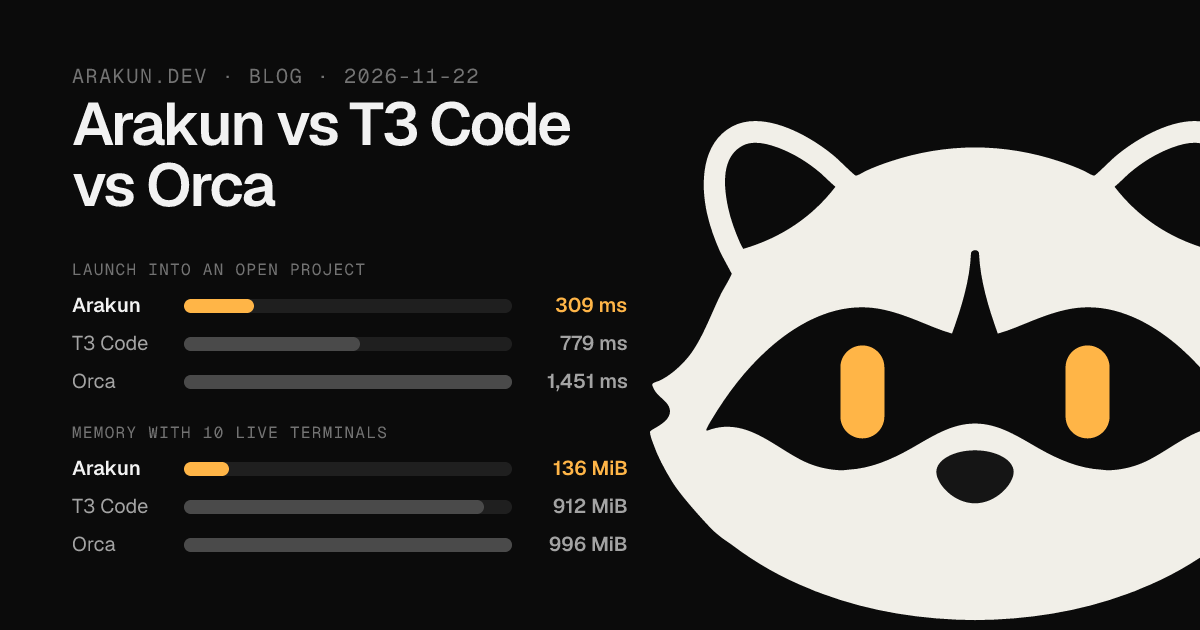 ARAKUN.DEV · BLOG · 2026-11-22
Arakun vs T3 Code
vs Orca
LAUNCH INTO AN OPEN PROJECT
Arakun 309 ms
T3 Code 779 ms
Orca 1,451 ms
MEMORY WITH 10 LIVE TERMINALS
Arakun 136 MiB
T3 Code 912 MiB
Orca 996 MiB